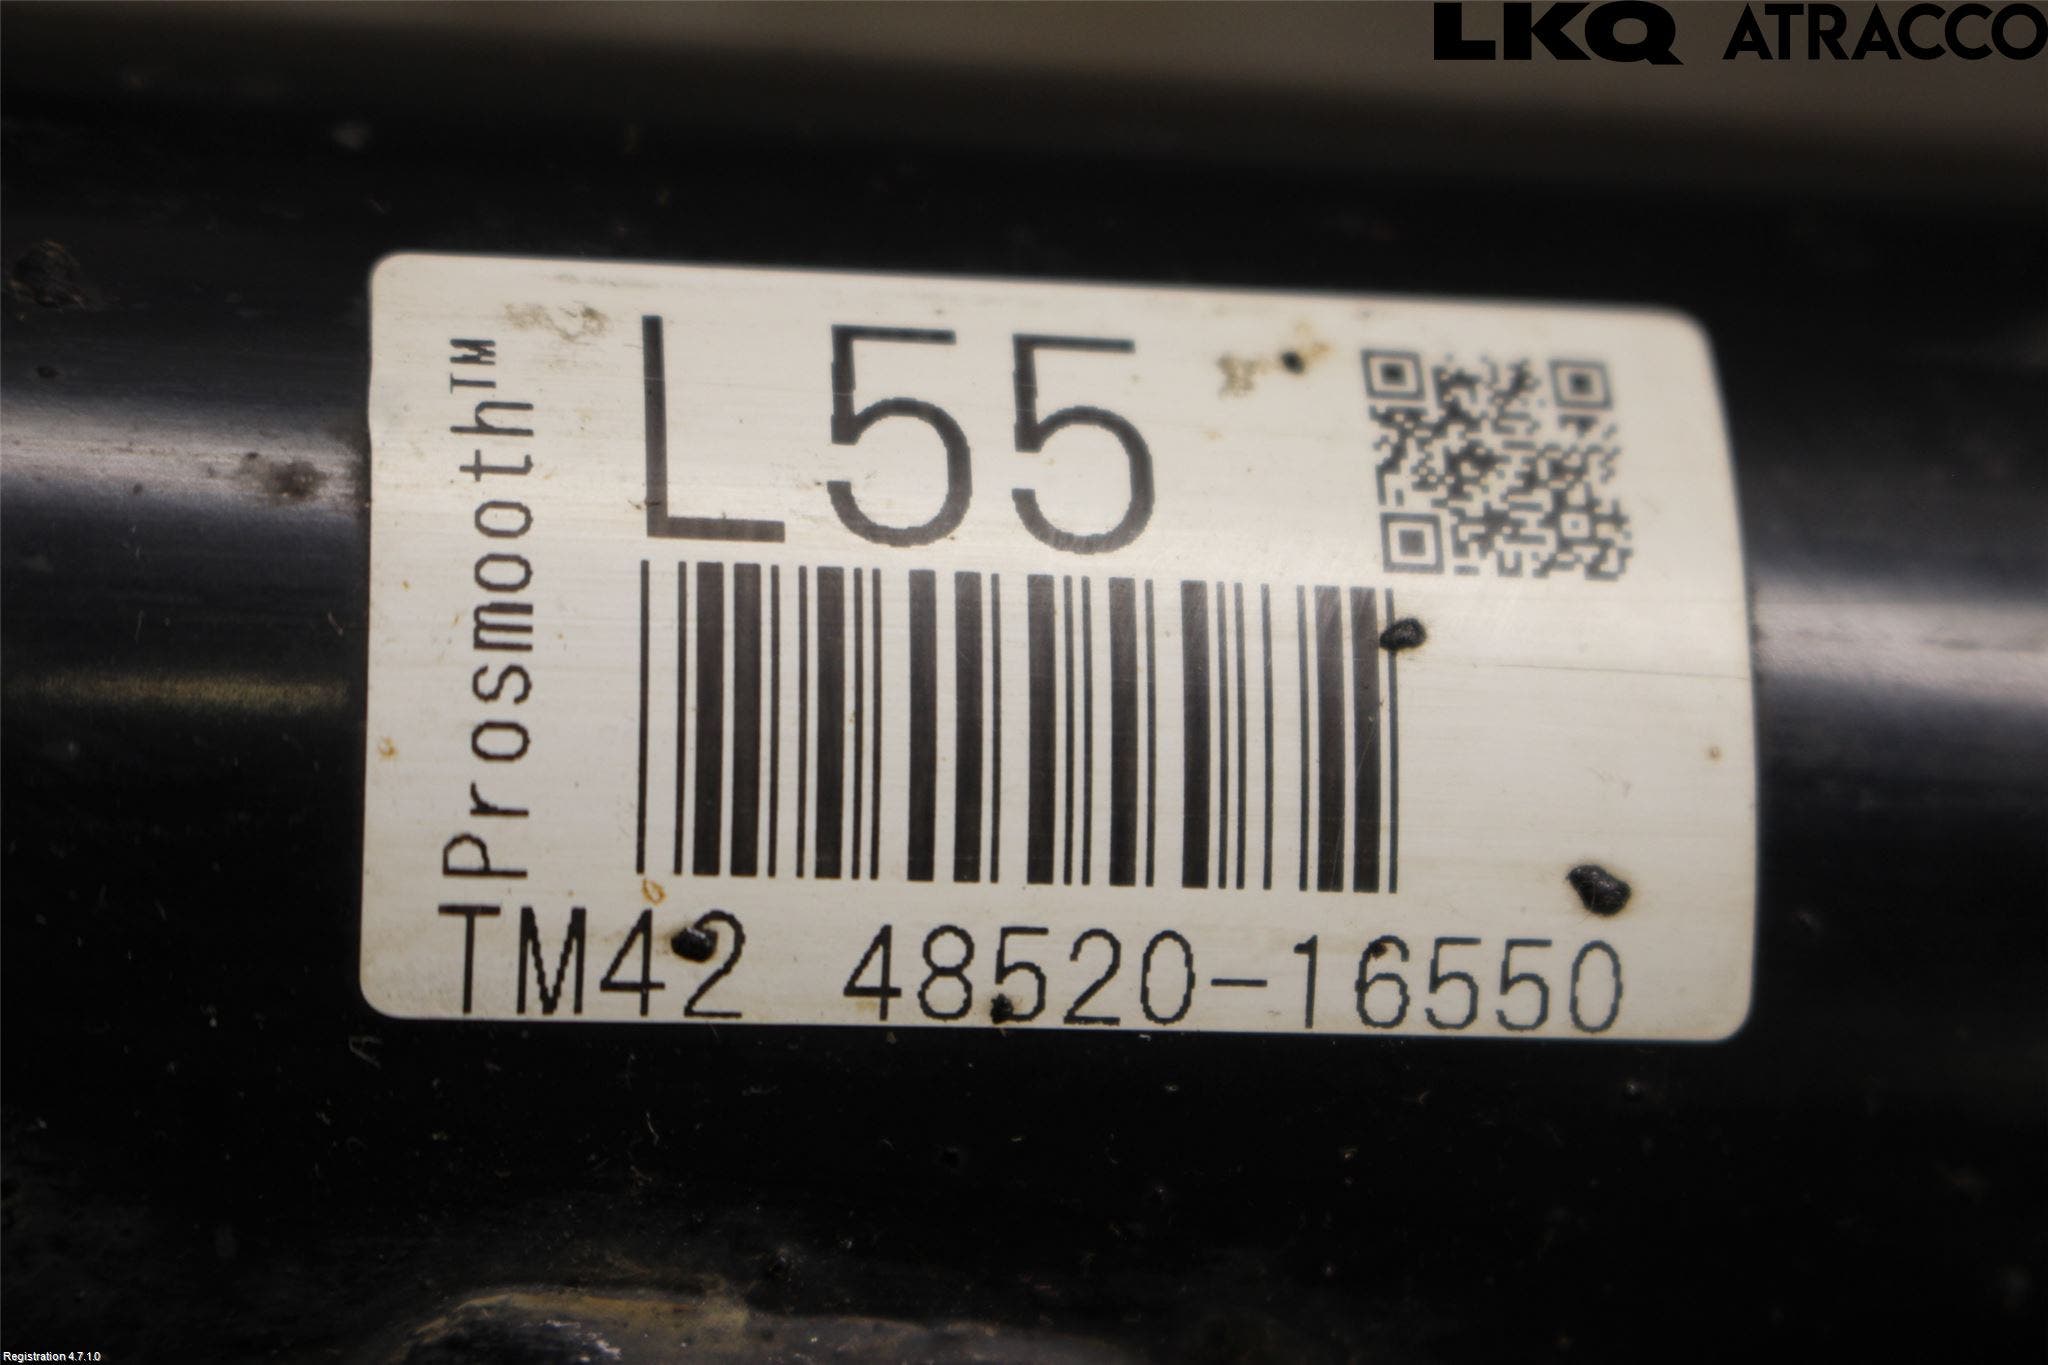 LKQ ATRACCO
L55
Prosmooth™
TM42 48520-16550
Registration 4.7.1.0